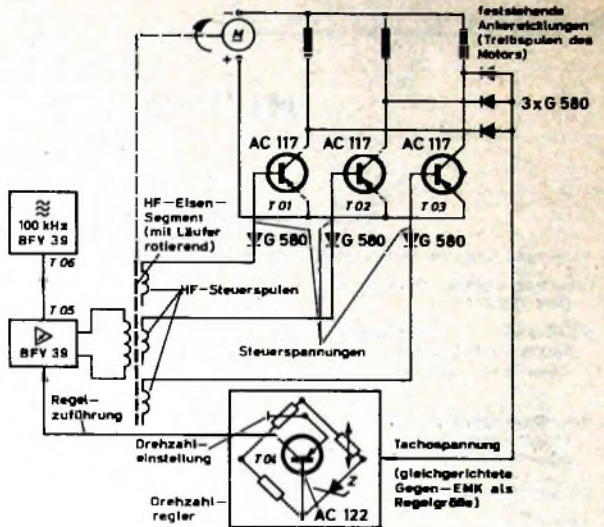 feststehende
Ankerwicklungen
(Treibspulen des
Motors)
M
3xG 580
AC 117
AC 117
AC 117
T 01
T 02
T 03
HF-Eisen-
Segment
(mit Läufer
rotierend)
G 580
G 580
G 580
100 kHz
BFY 39
T 06
HF-Steuerspulen
T 05
BFY 39
Steuerspannungen
Regel-
zuführung
Drehzahl-
einstellung
T 04
Z
Tachospannung
(gleichgerichtete
Gegen-EMK als
Regelgröße)
Drehzahl-
regler
AC 122